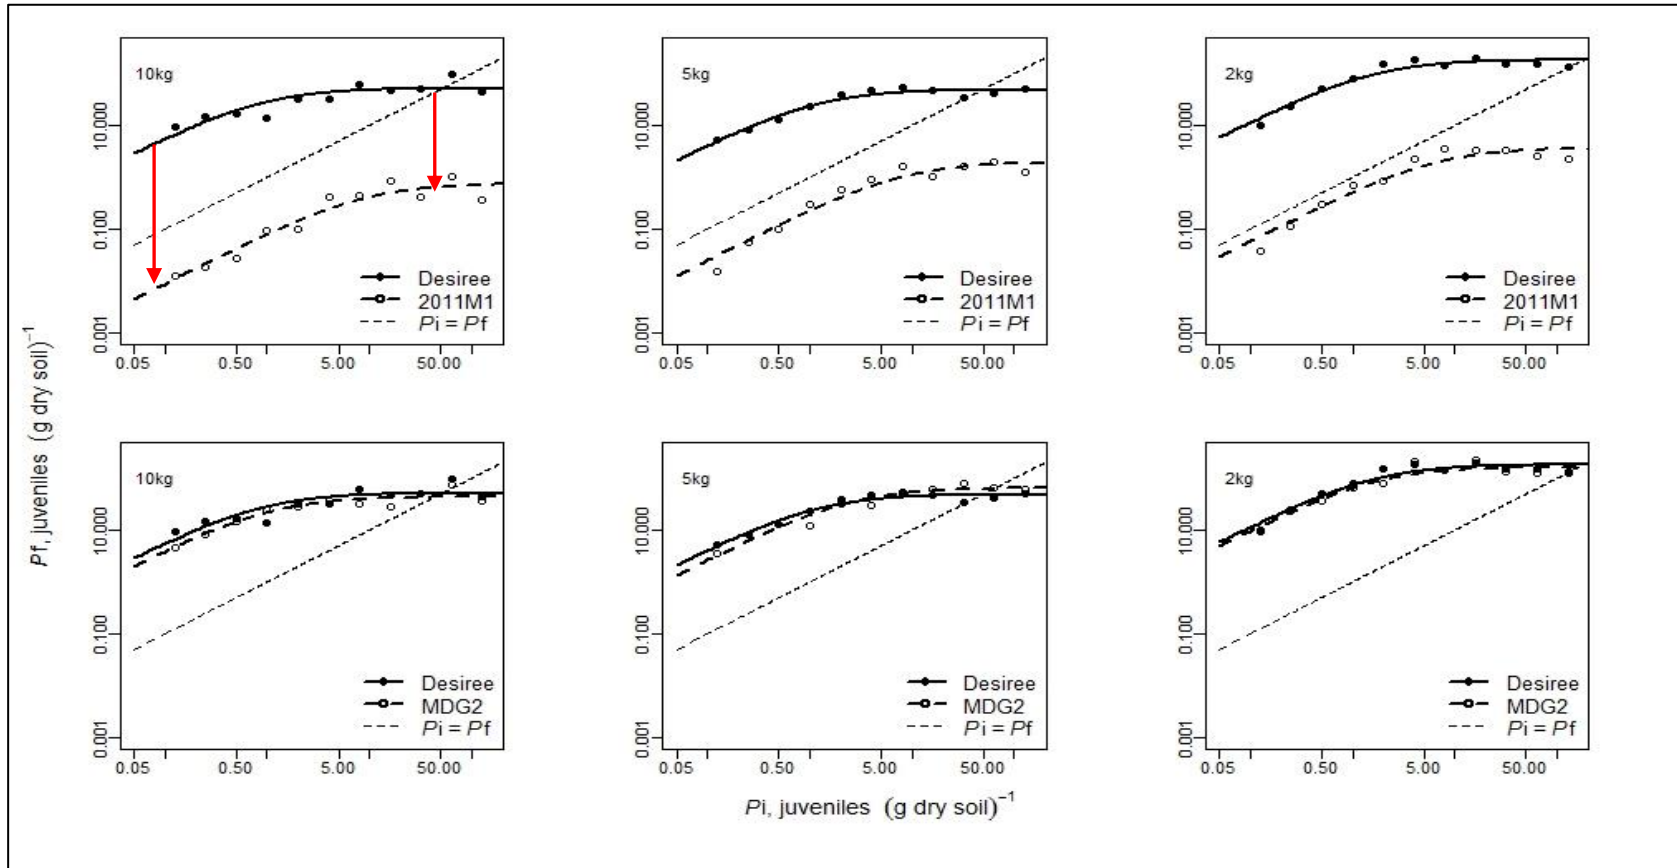 10kg
10.000
0.100
0.001
Desiree
2011M1
Pi = Pf
0.05 0.50 5.00 50.00
5kg
10.000
0.100
0.001
Desiree
2011M1
Pi = Pf
0.05 0.50 5.00 50.00
2kg
10.000
0.100
0.001
Desiree
2011M1
Pi = Pf
0.05 0.50 5.00 50.00
Pf, juveniles (g dry soil)⁻¹
10kg
10.000
0.100
0.001
Desiree
MDG2
Pi = Pf
0.05 0.50 5.00 50.00
5kg
10.000
0.100
0.001
Desiree
MDG2
Pi = Pf
0.05 0.50 5.00 50.00
2kg
10.000
0.100
0.001
Desiree
MDG2
Pi = Pf
0.05 0.50 5.00 50.00
Pi, juveniles (g dry soil)⁻¹